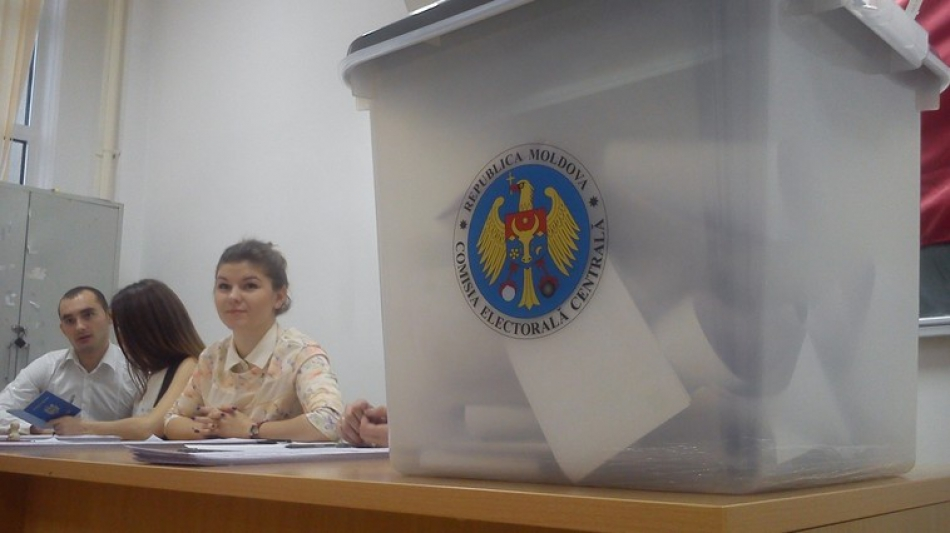 REPUBLICA MOLDOVA
COMISIA ELECTORALĂ CENTRALĂ